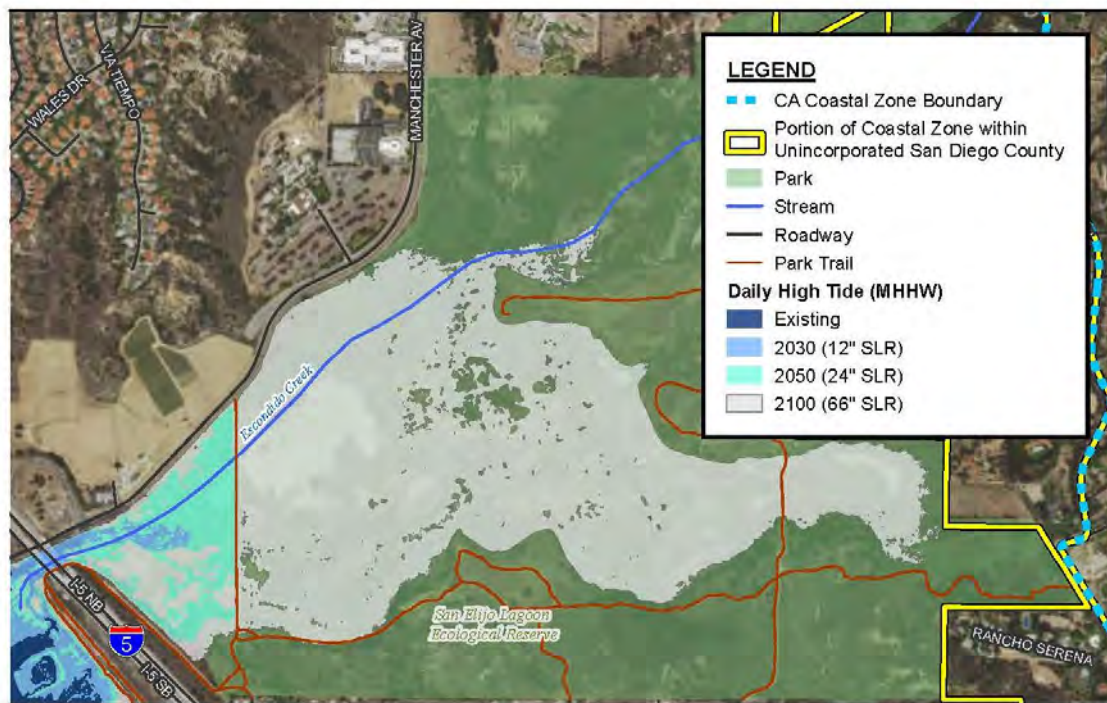 WALES DR
VIA TIEMPO
MANCHESTER AV
LEGEND
CA Coastal Zone Boundary
Portion of Coastal Zone within
Unincorporated San Diego County
Park
Stream
Roadway
Park Trail
Daily High Tide (MHHW)
Existing
2030 (12" SLR)
2050 (24" SLR)
2100 (66" SLR)
Escondido Creek
I-5 NB
5
I-5 SB
San Elijo Lagoon
Ecological Reserve
RANCHO SERENA